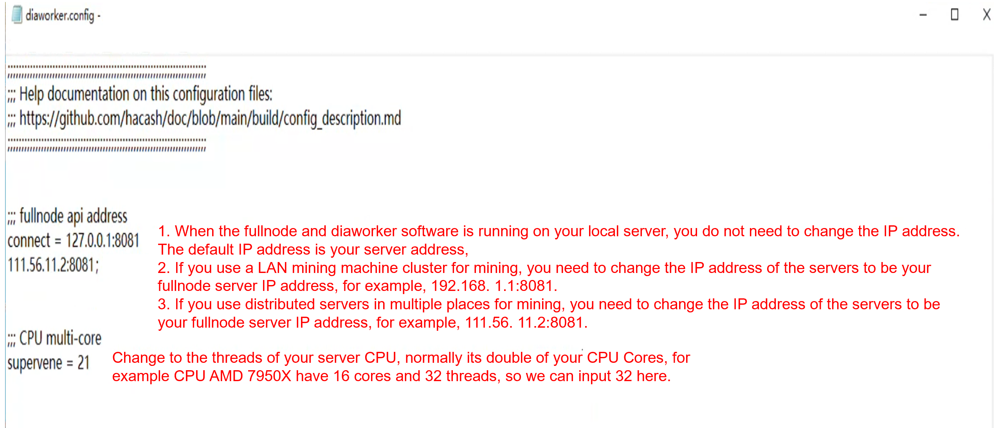 diaworker.config -
;;;;;;;;;;;;;;;;;;;;;;;;;;;;;;;;;;;;;;;;;;;;;;;;;;;;;;;;;;;;;;;;;;;;;;;
;;; Help documentation on this configuration files:
;;; https://github.com/hacash/doc/blob/main/build/config_description.md
;;;;;;;;;;;;;;;;;;;;;;;;;;;;;;;;;;;;;;;;;;;;;;;;;;;;;;;;;;;;;;;;;;;;;;;
;;; fullnode api address
connect = 127.0.0.1:8081
111.56.11.2:8081;
1. When the fullnode and diaworker software is running on your local server, you do not need to change the IP address.
The default IP address is your server address,
2. If you use a LAN mining machine cluster for mining, you need to change the IP address of the servers to be your
fullnode server IP address, for example, 192.168. 1.1:8081.
3. If you use distributed servers in multiple places for mining, you need to change the IP address of the servers to be
your fullnode server IP address, for example, 111.56. 11.2:8081.
;;; CPU multi-core
supervene = 21
Change to the threads of your server CPU, normally its double of your CPU Cores, for
example CPU AMD 7950X have 16 cores and 32 threads, so we can input 32 here.